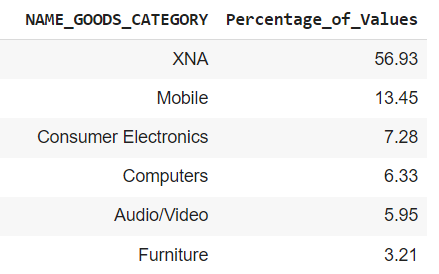 NAME_GOODS_CATEGORY Percentage_of_Values
XNA 56.93
Mobile 13.45
Consumer Electronics 7.28
Computers 6.33
Audio/Video 5.95
Furniture 3.21